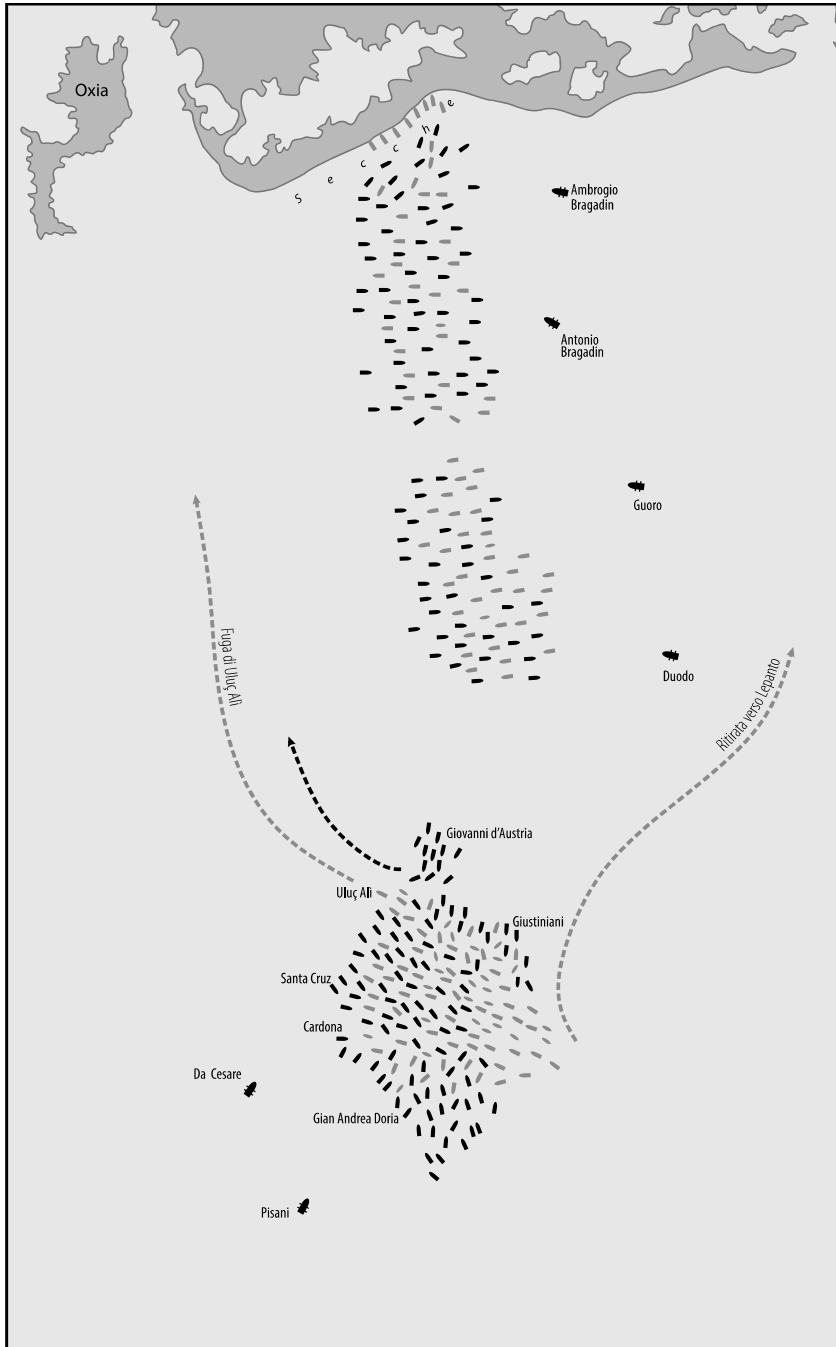 Oxia
Secche
Ambrogio
Bragadin
Antonio
Bragadin
Guoro
Duodo
Fuga di Uluç Alì
Ritirata verso Lepanto
Giovanni d’Austria
Uluç Alì
Giustiniani
Santa Cruz
Cardona
Da Cesare
Gian Andrea Doria
Pisani